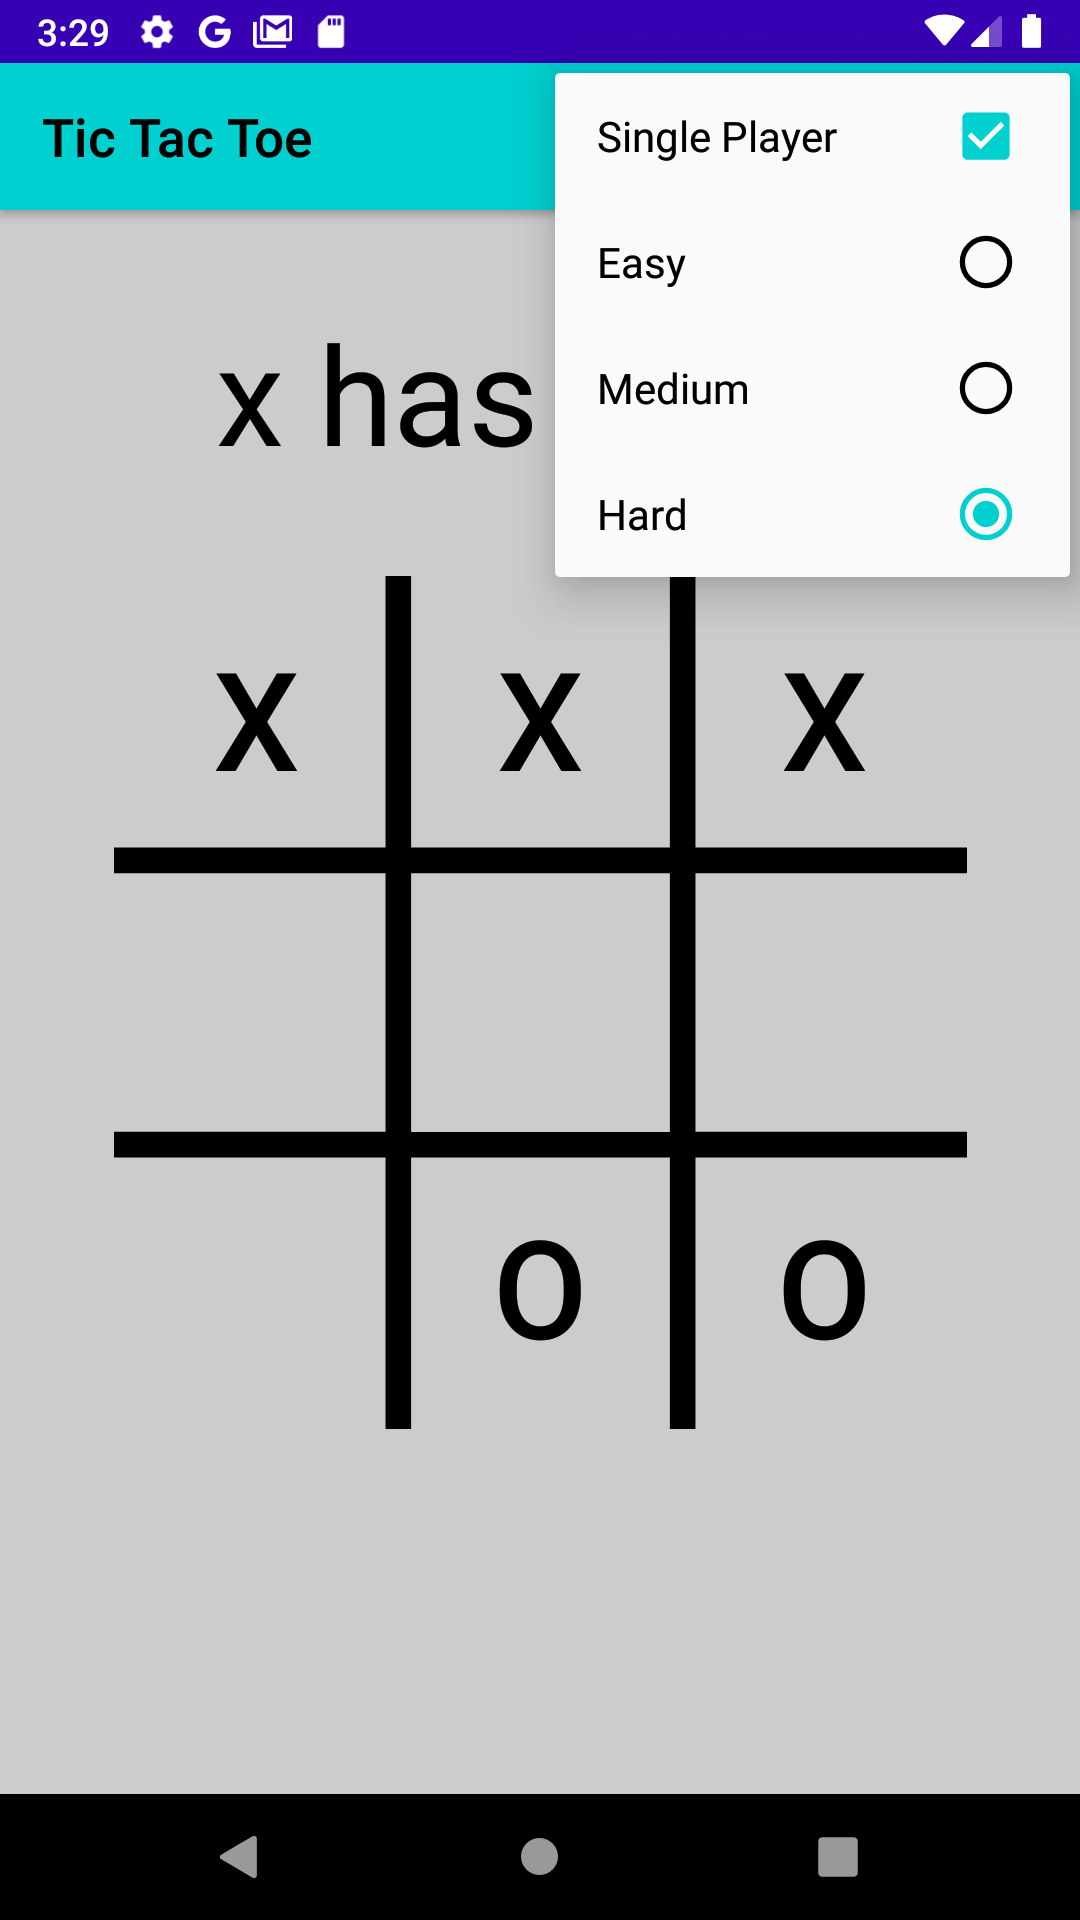 3:29
Tic Tac Toe
Single Player
Easy
Medium
Hard
x has
X X X
O O